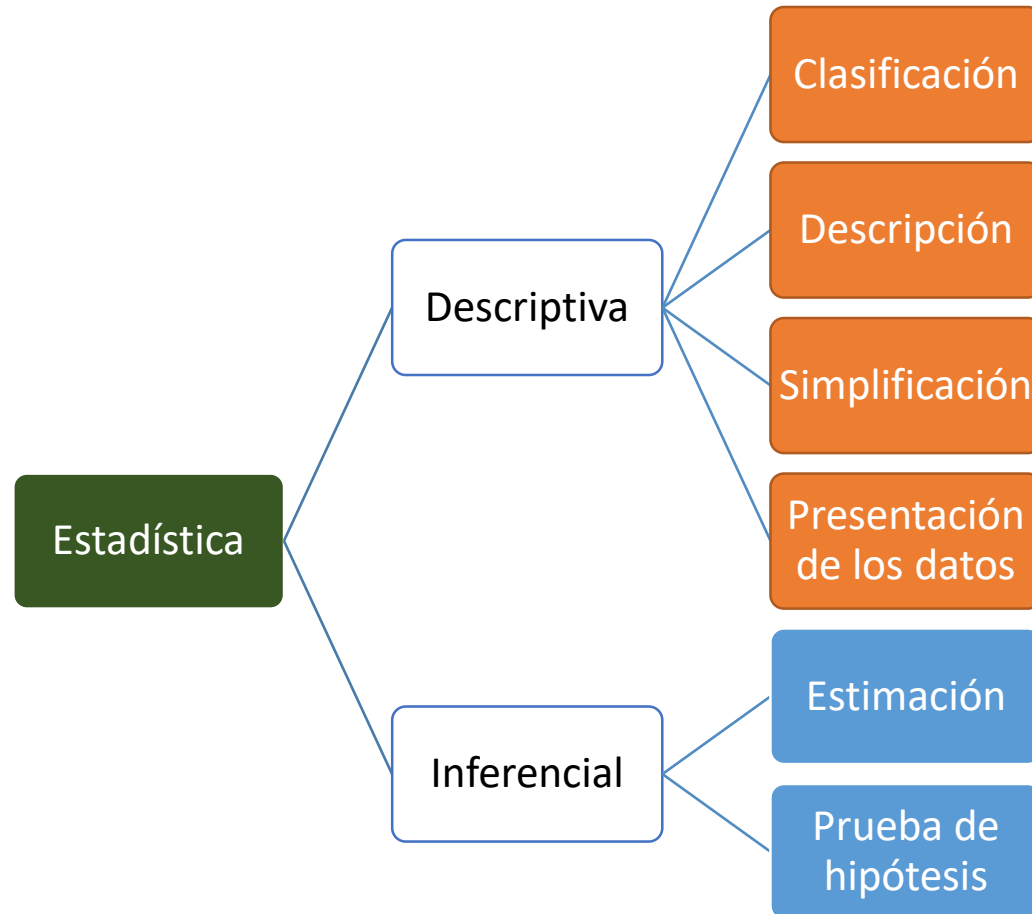 Clasificación
Descripción
Descriptiva
Simplificación
Presentación
de los datos
Estadística
Estimación
Inferencial
Prueba de
hipótesis